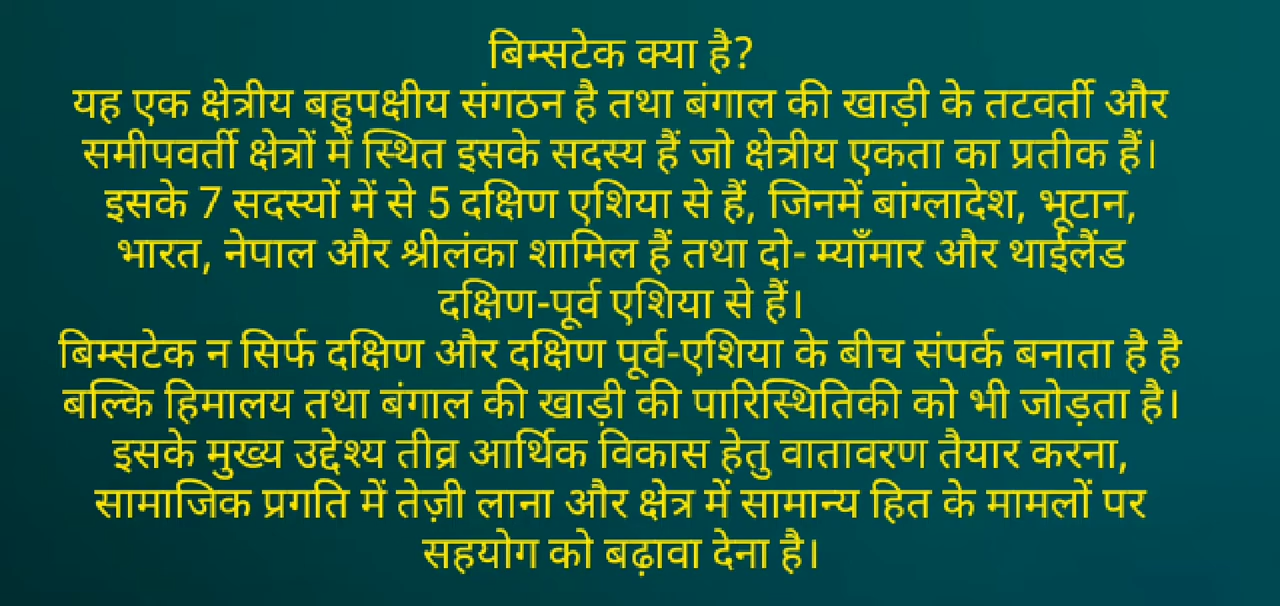 बिम्सटेक क्या है?
यह एक क्षेत्रीय बहुपक्षीय संगठन है तथा बंगाल की खाड़ी के तटवर्ती और
समीपवर्ती क्षेत्रों में स्थित इसके सदस्य हैं जो क्षेत्रीय एकता का प्रतीक हैं।
इसके 7 सदस्यों में से 5 दक्षिण एशिया से हैं, जिनमें बांग्लादेश, भूटान,
भारत, नेपाल और श्रीलंका शामिल हैं तथा दो- म्याँमार और थाईलैंड
दक्षिण-पूर्व एशिया से हैं।
बिम्सटेक न सिर्फ दक्षिण और दक्षिण पूर्व-एशिया के बीच संपर्क बनाता है है
बल्कि हिमालय तथा बंगाल की खाड़ी की पारिस्थितिकी को भी जोड़ता है।
इसके मुख्य उद्देश्य तीव्र आर्थिक विकास हेतु वातावरण तैयार करना,
सामाजिक प्रगति में तेज़ी लाना और क्षेत्र में सामान्य हित के मामलों पर
सहयोग को बढ़ावा देना है।